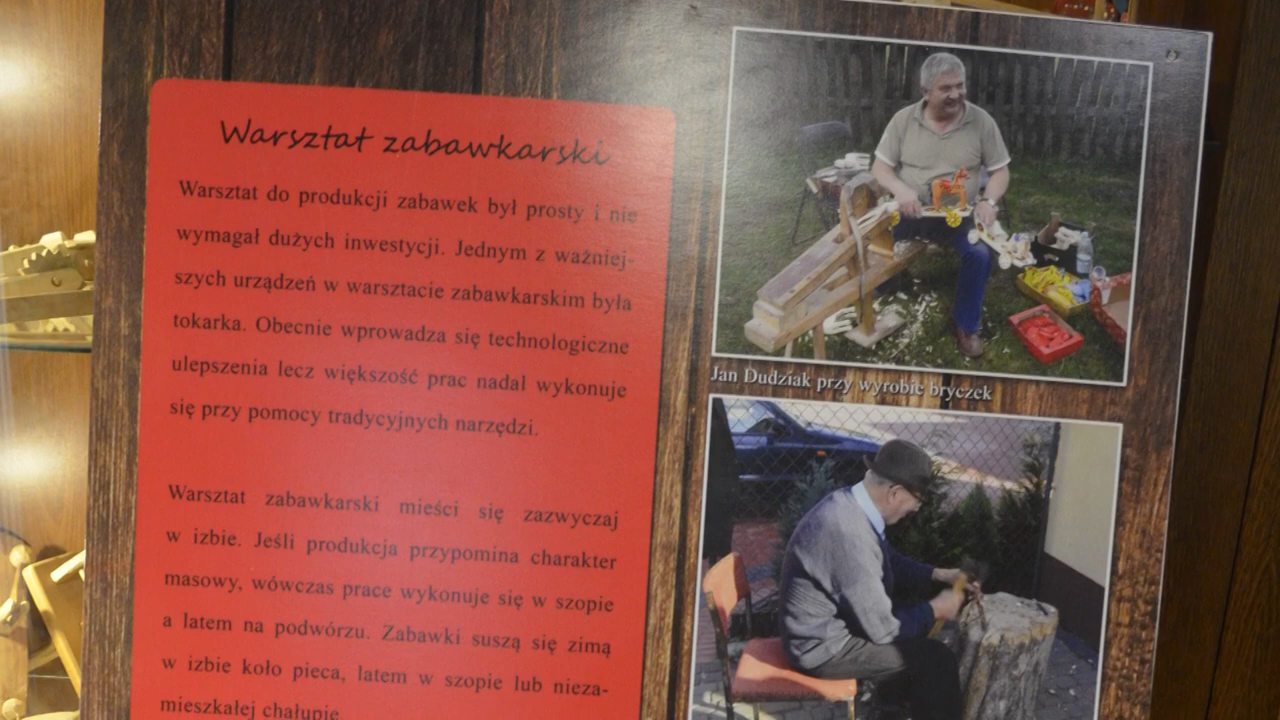 Warsztat zabawkarski
Warsztat do produkcji zabawek był prosty i nie
wymagał dużych inwestycji. Jednym z ważniej-
szych urządzeń w warsztacie zabawkarskim była
tokarka. Obecnie wprowadza się technologiczne
ulepszenia lecz większość prac nadal wykonuje
się przy pomocy tradycyjnych narzędzi.
Warsztat zabawkarski mieści się zazwyczaj
w izbie. Jeśli produkcja przypomina charakter
masowy, wówczas prace wykonuje się w szopie
a latem na podwórzu. Zabawki suszą się zimą
w izbie koło pieca, latem w szopie lub nieza-
mieszkałej chałupie.
Jan Dudziak przy wyrobie bryczek